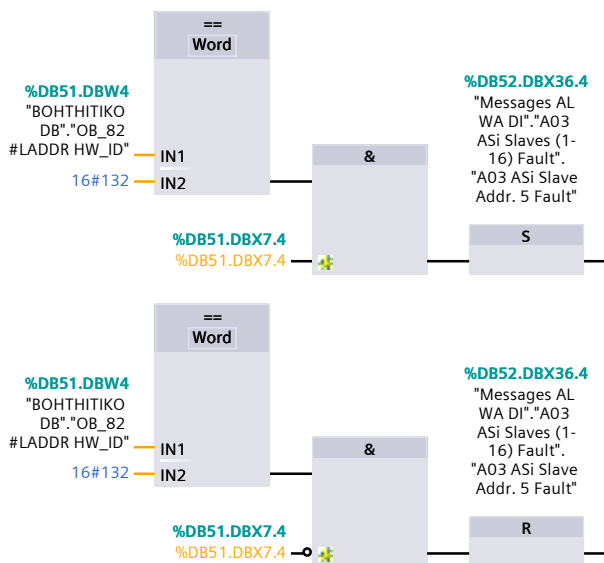 ==
Word
%DB51.DBW4
"BOHTHITIKO
DB"."OB_82
#LADDR HW_ID"
IN1
16#132
IN2
&
%DB51.DBX7.4
%DB51.DBX7.4
%DB52.DBX36.4
"Messages AL
WA DI"."A03
ASi Slaves (1-
16) Fault".
"A03 ASi Slave
Addr. 5 Fault"
S
==
Word
%DB51.DBW4
"BOHTHITIKO
DB"."OB_82
#LADDR HW_ID"
IN1
16#132
IN2
&
%DB51.DBX7.4
%DB51.DBX7.4
%DB52.DBX36.4
"Messages AL
WA DI"."A03
ASi Slaves (1-
16) Fault".
"A03 ASi Slave
Addr. 5 Fault"
R